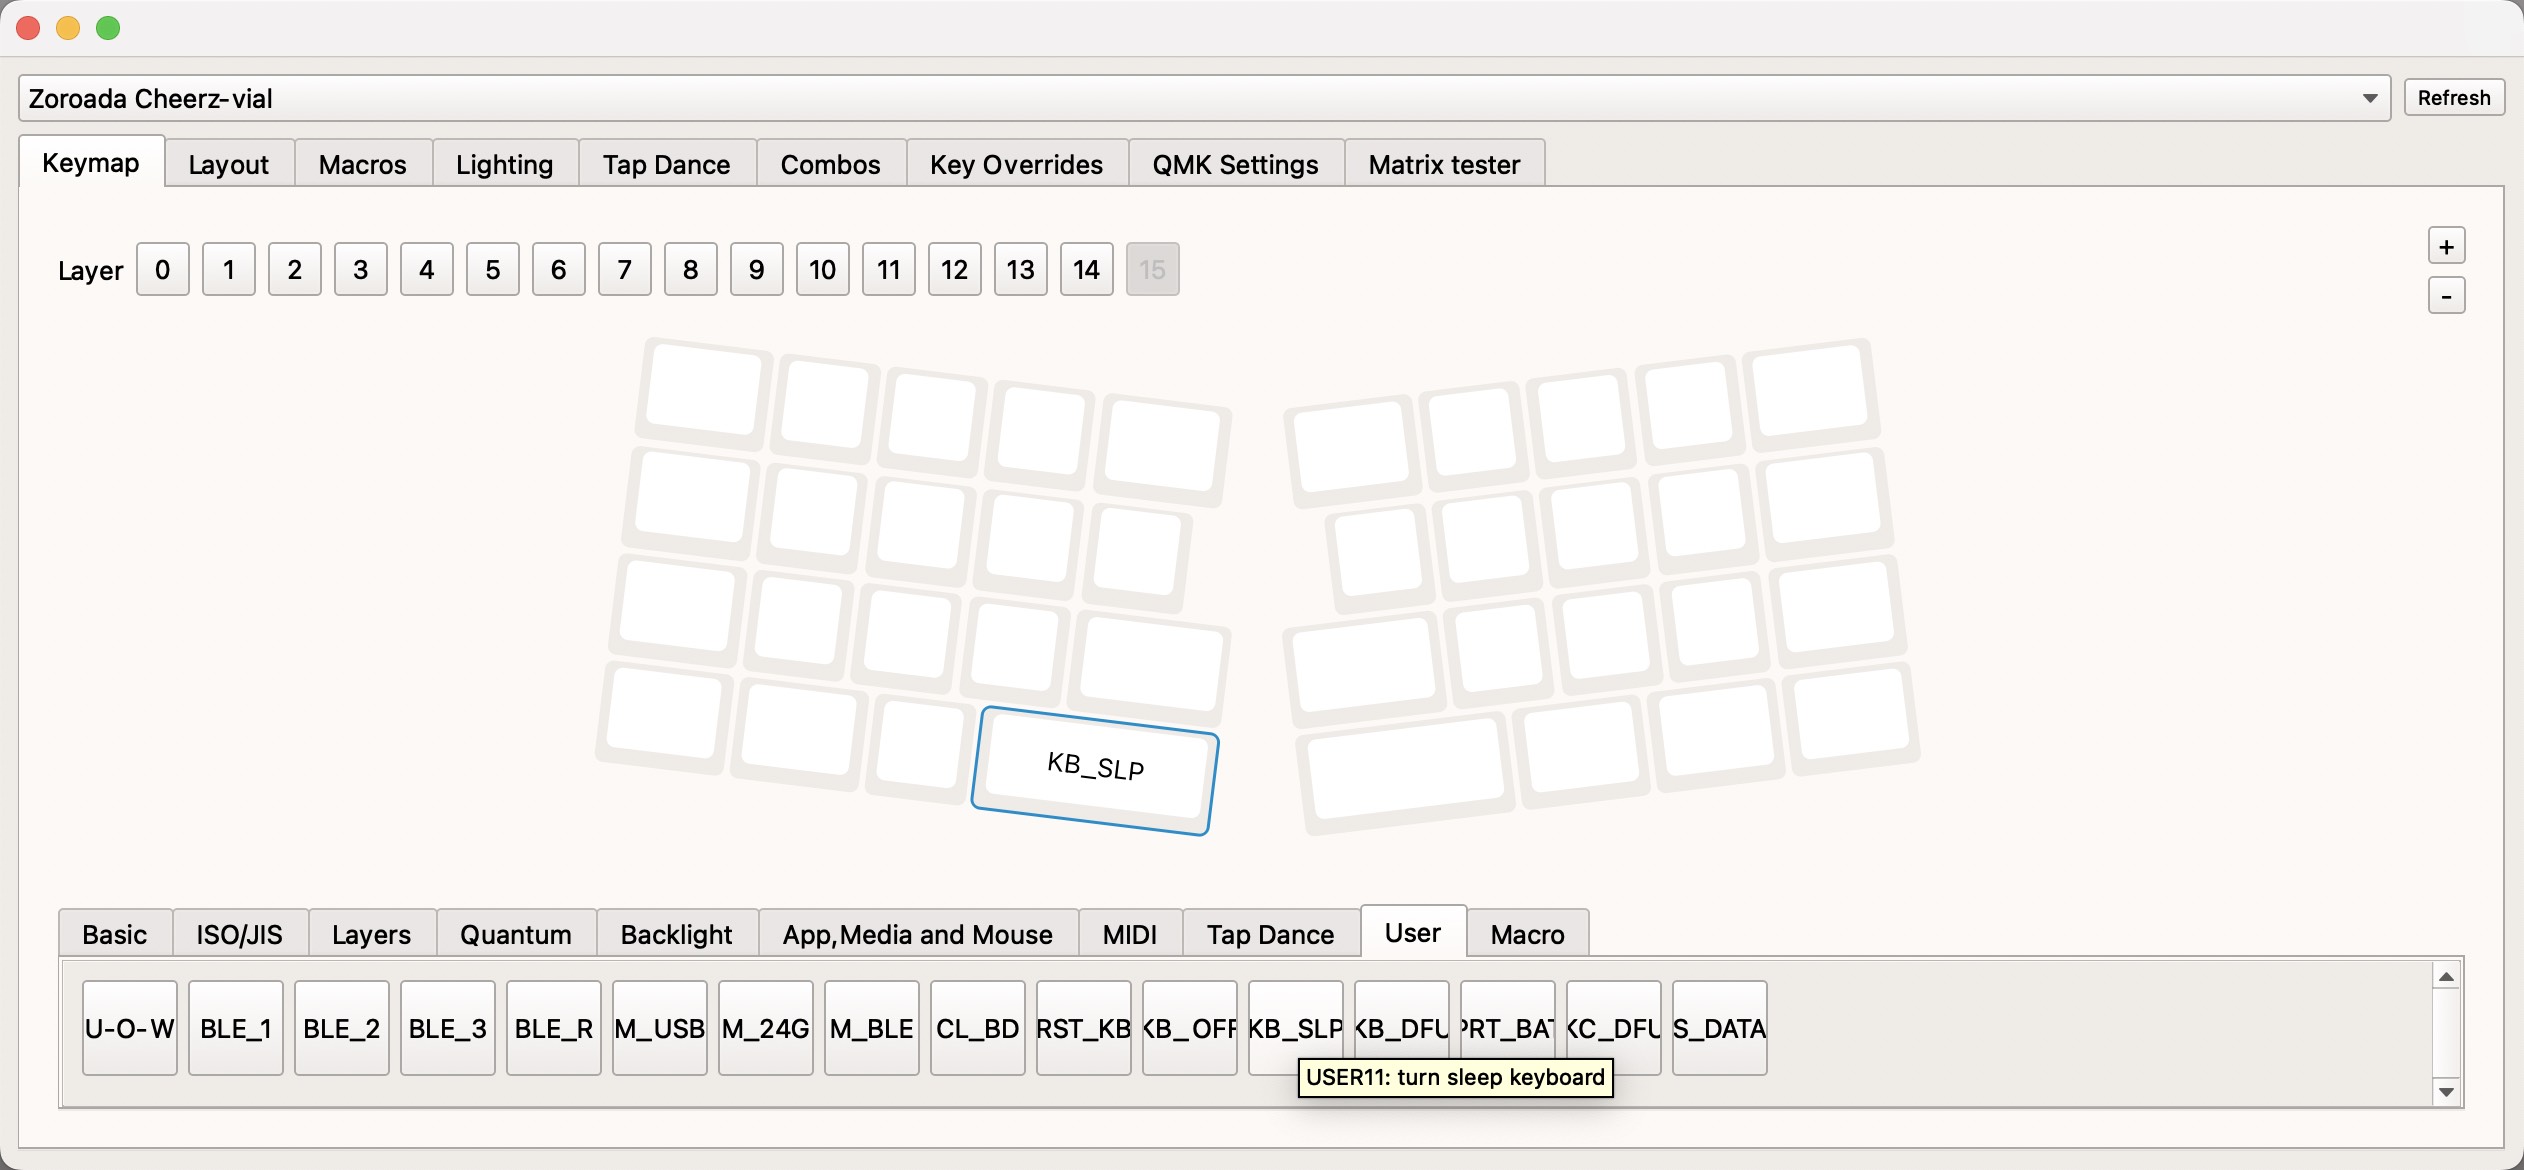 Zoroada Cheerz-vial
Refresh
Keymap Layout Macros Lighting Tap Dance Combos Key Overrides QMK Settings Matrix tester
Layer 0 1 2 3 4 5 6 7 8 9 10 11 12 13 14 15
+
-
KB_SLP
Basic ISO/JIS Layers Quantum Backlight App,Media and Mouse MIDI Tap Dance User Macro
U-O-W BLE_1 BLE_2 BLE_3 BLE_R M_USB M_24G M_BLE CL_BD RST_KB KB_OFF KB_SLP KB_DFU PRT_BAT KC_DFU S_DATA
USER11: turn sleep keyboard